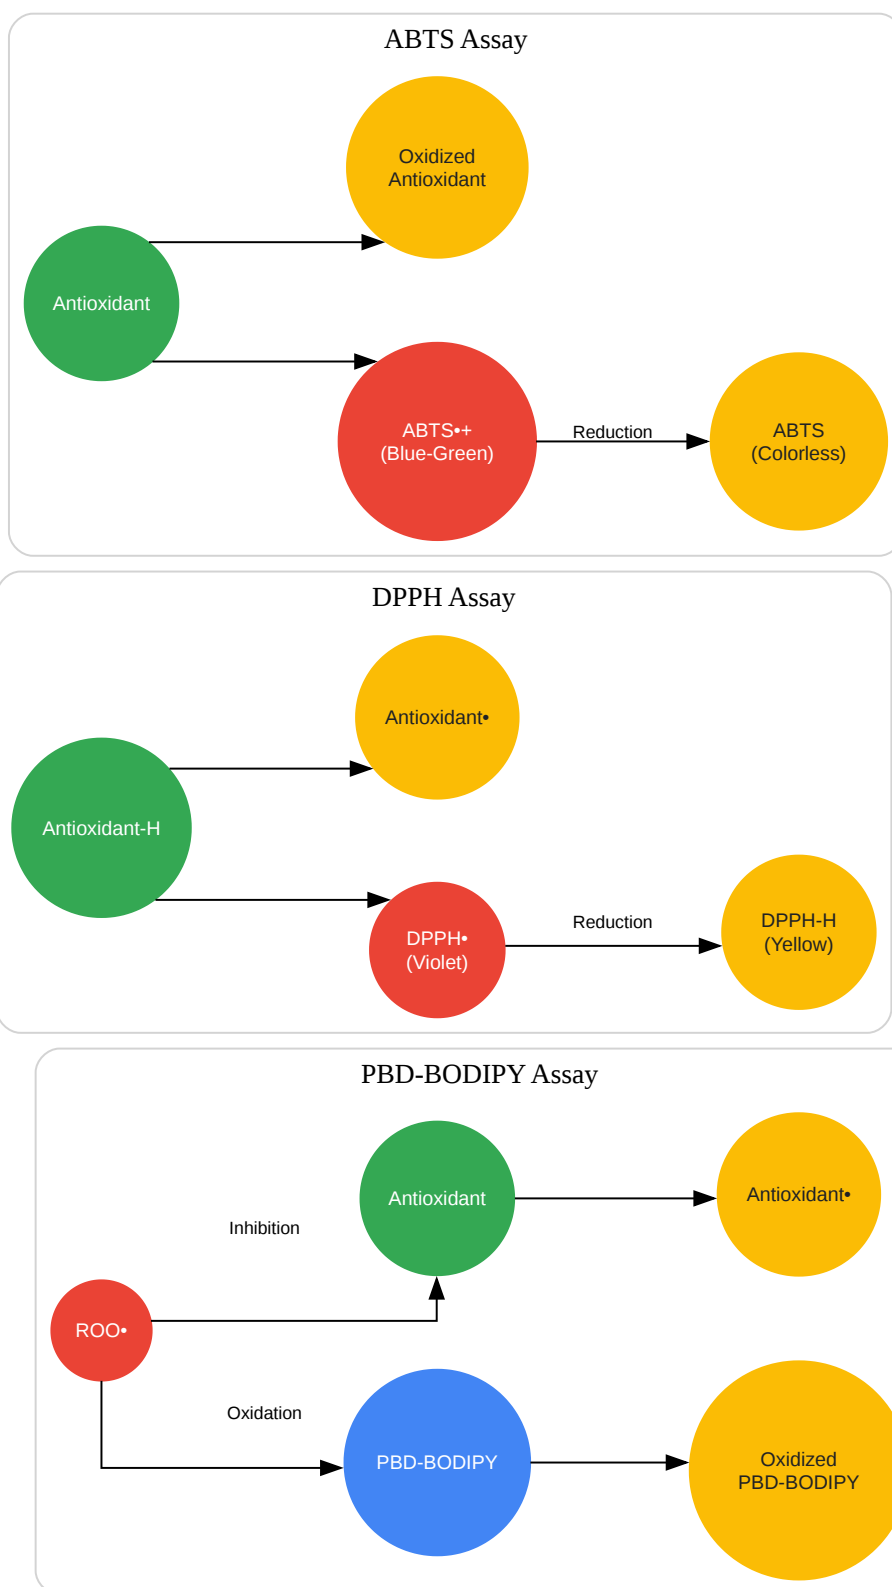 ABTS Assay
Oxidized
Antioxidant
Antioxidant
ABTS•+
(Blue-Green)
Reduction
ABTS
(Colorless)
DPPH Assay
Antioxidant•
Antioxidant-H
DPPH•
(Violet)
Reduction
DPPH-H
(Yellow)
PBD-BODIPY Assay
Antioxidant
Antioxidant•
Inhibition
ROO•
Oxidation
PBD-BODIPY
Oxidized
PBD-BODIPY